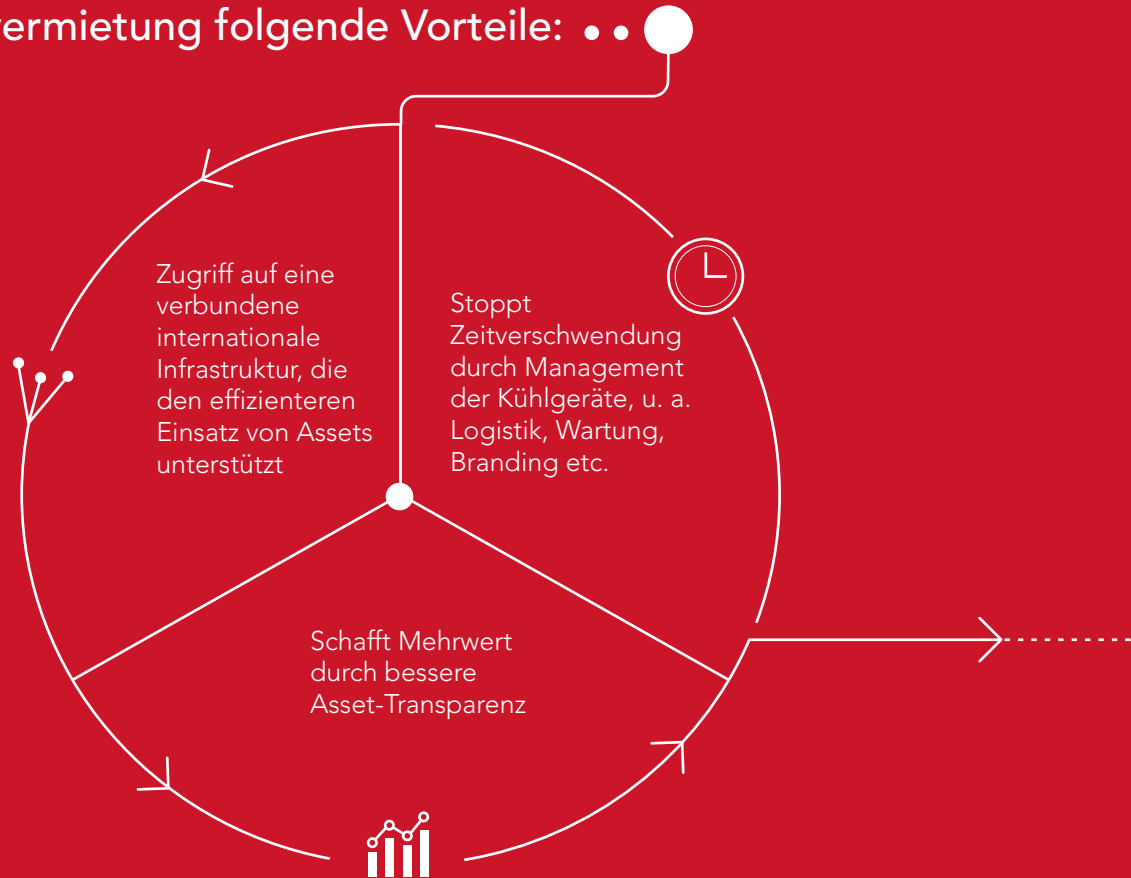 vermietung folgende Vorteile:
Zugriff auf eine
verbundene
internationale
Infrastruktur, die
den effizienteren
Einsatz von Assets
unterstützt
Stoppt
Zeitverschwendung
durch Management
der Kühlgeräte, u. a.
Logistik, Wartung,
Branding etc.
Schafft Mehrwert
durch bessere
Asset-Transparenz